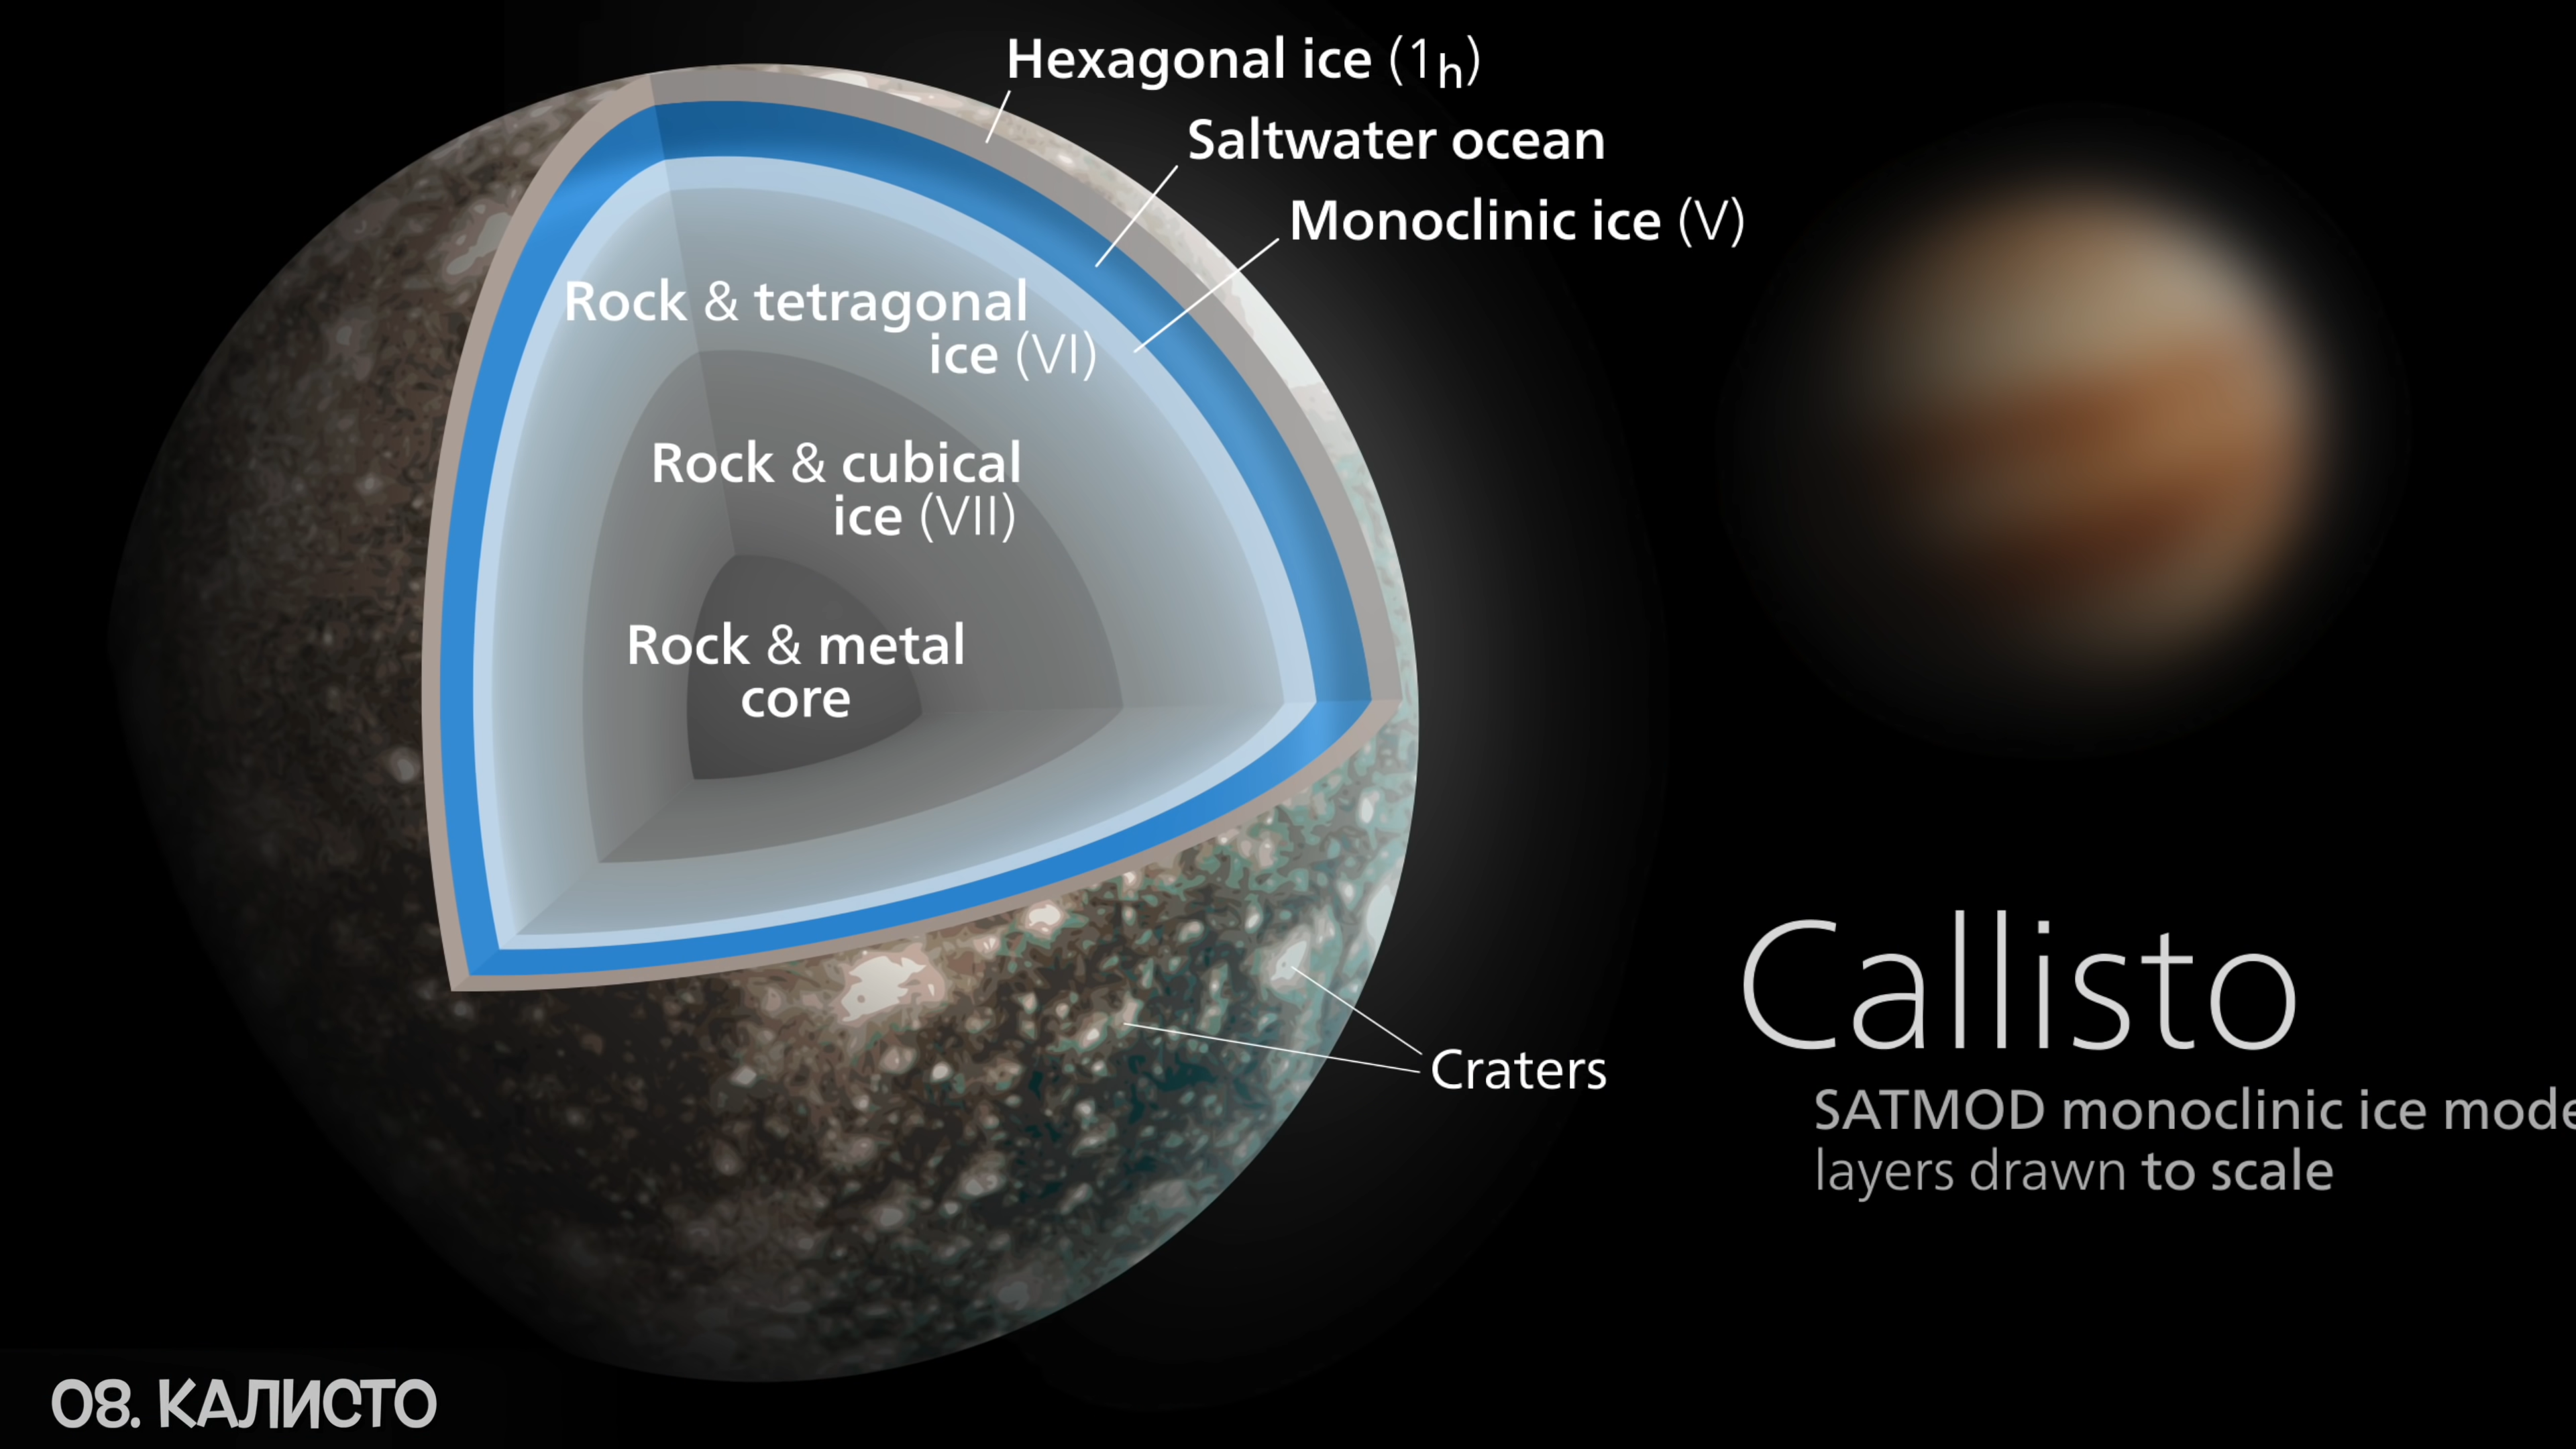 Hexagonal ice (1h)
Saltwater ocean
Monoclinic ice (V)
Rock & tetragonal
ice (VI)
Rock & cubical
ice (VII)
Rock & metal
core
Craters
Callisto
SATMOD monoclinic ice mode
layers drawn to scale
08. КАЛИСТО